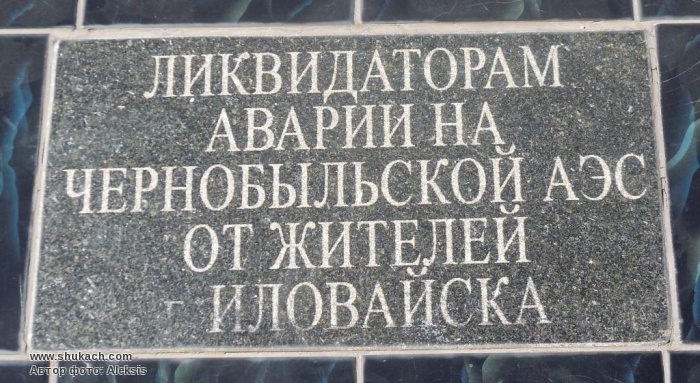 ЛИКВИДАТОРАМ
АВАРИИ НА
ЧЕРНОБЫЛЬСКОЙ АЭС
ОТ ЖИТЕЛЕЙ
г ИЛОВАЙСКА
www.shukach.com
Автор фото: Aleksis